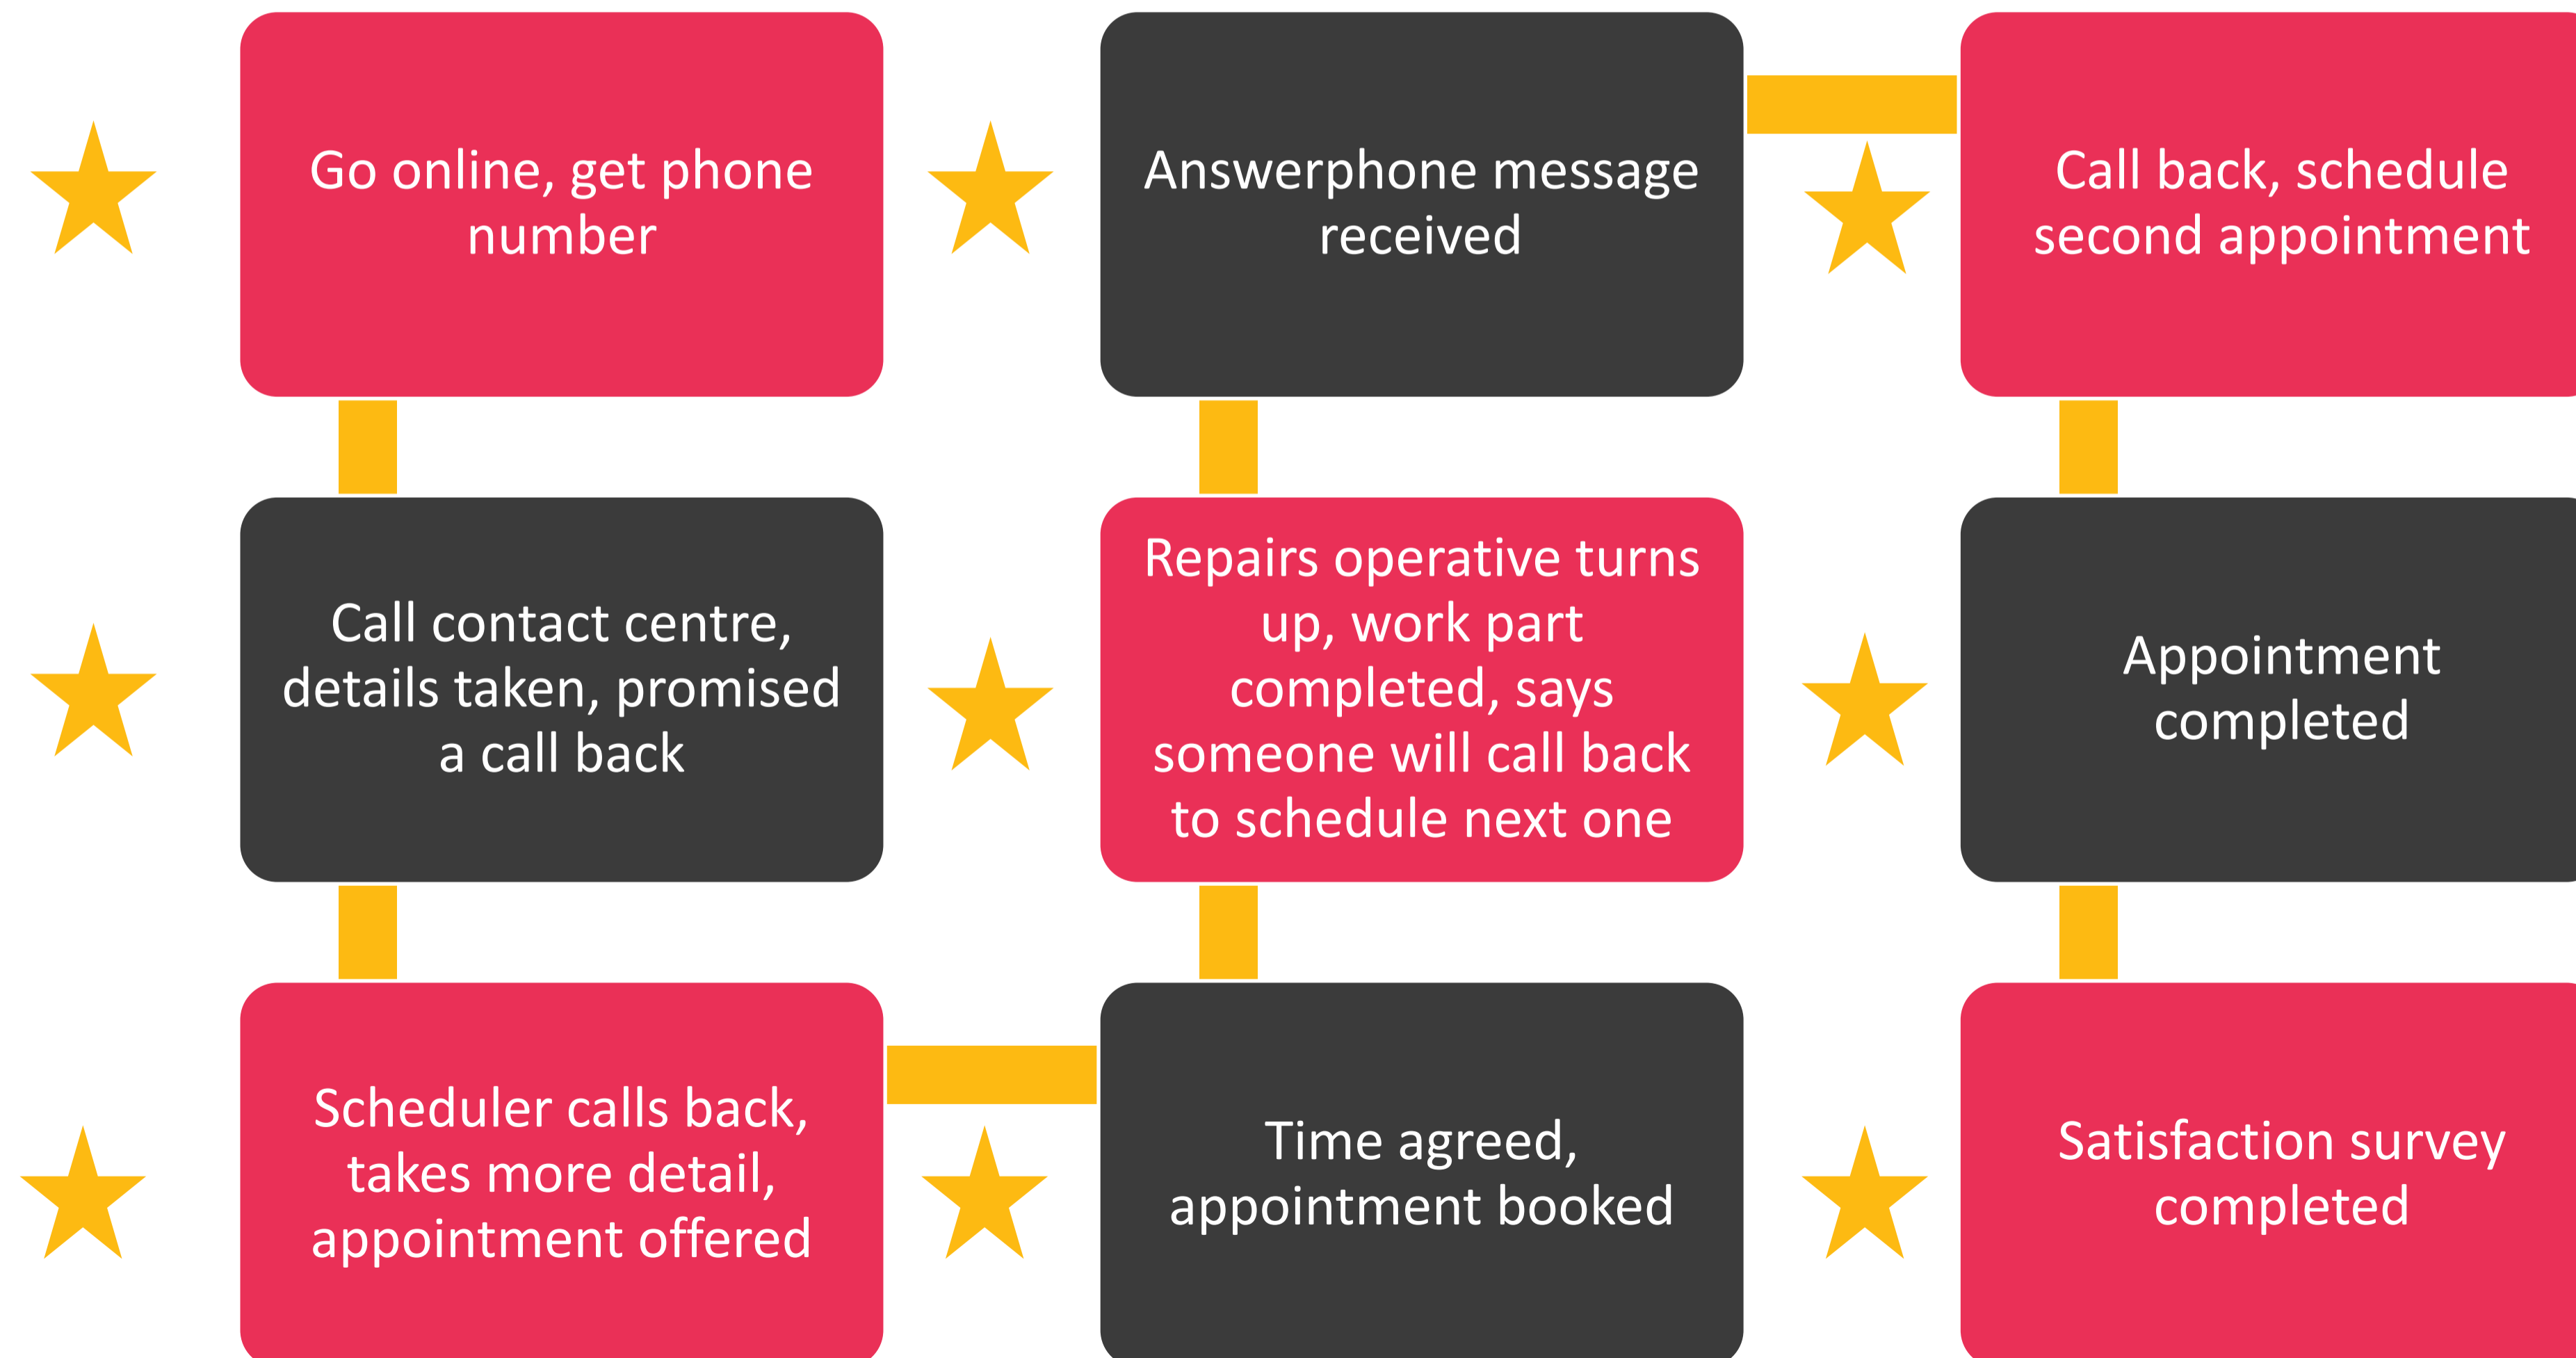 Go online, get phone
number
Call contact centre,
details taken, promised
a call back
Scheduler calls back,
takes more detail,
appointment offered
Time agreed,
appointment booked
Repairs operative turns
up, work part
completed, says
someone will call back
to schedule next one
Answerphone message
received
Call back, schedule
second appointment
Appointment
completed
Satisfaction survey
completed